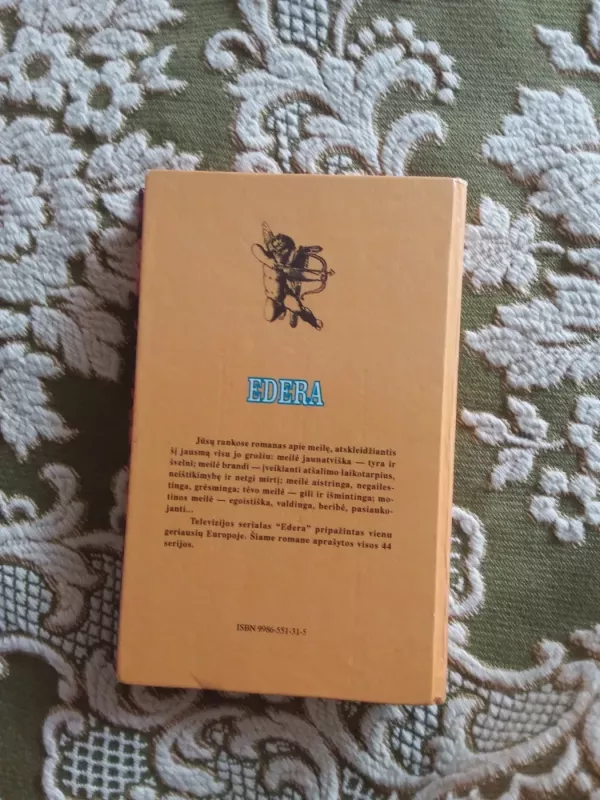 EDERA
Jūsų rankose romanas apie meilę, atskleidžiantis
šį jausmą visu jo grožiu: meilė jaunatviška — tyra ir
švelni; meilė brandi — įveikianti atšalimo laikotarpius,
neištikimybę ir netgi mirtį; meilė aistringa, negailes-
tinga, grėsminga; tėvo meilė — gili ir išmintinga; mo-
tinos meilė — egoistiška, valdinga, beribė, pasiauko-
janti...
Televizijos serialas “Edera” pripažintas vienu
geriausių Europoje. Šiame romane aprašytos visus 44
serijos.
ISBN 9986-551-31-5